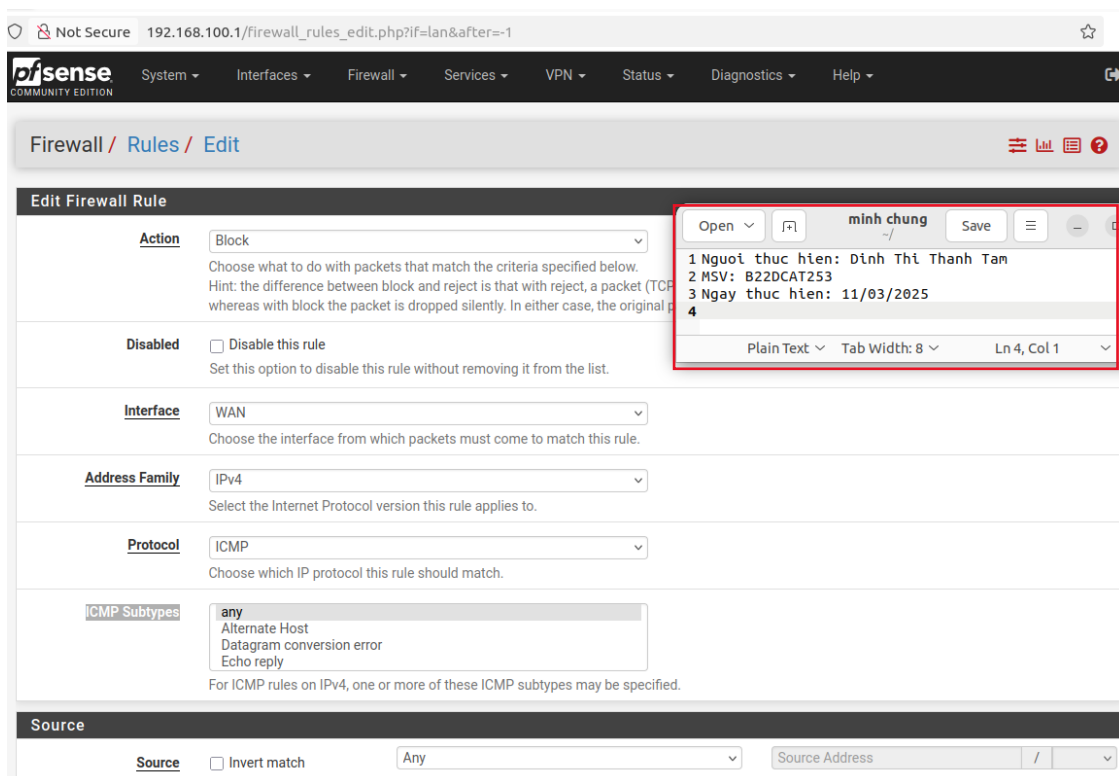 Not Secure 192.168.100.1/firewall_rules_edit.php?if=lan&after=-1
pfsense
COMMUNITY EDITION
System Interfaces Firewall Services VPN Status Diagnostics Help
Firewall / Rules / Edit
Edit Firewall Rule
Action
Block
Choose what to do with packets that match the criteria specified below.
Hint: the difference between block and reject is that with reject, a packet (TCP
whereas with block the packet is dropped silently. In either case, the original
Open minh chung Save
~/
1 Nguoi thuc hien: Dinh Thi Thanh Tam
2 MSV: B22DCAT253
3 Ngay thuc hien: 11/03/2025
4
Plain Text Tab Width: 8 Ln 4, Col 1
Disabled
Disable this rule
Set this option to disable this rule without removing it from the list.
Interface
WAN
Choose the interface from which packets must come to match this rule.
Address Family
IPv4
Select the Internet Protocol version this rule applies to.
Protocol
ICMP
Choose which IP protocol this rule should match.
ICMP Subtypes
any
Alternate Host
Datagram conversion error
Echo reply
For ICMP rules on IPv4, one or more of these ICMP subtypes may be specified.
Source
Source
Invert match
Any
Source Address /